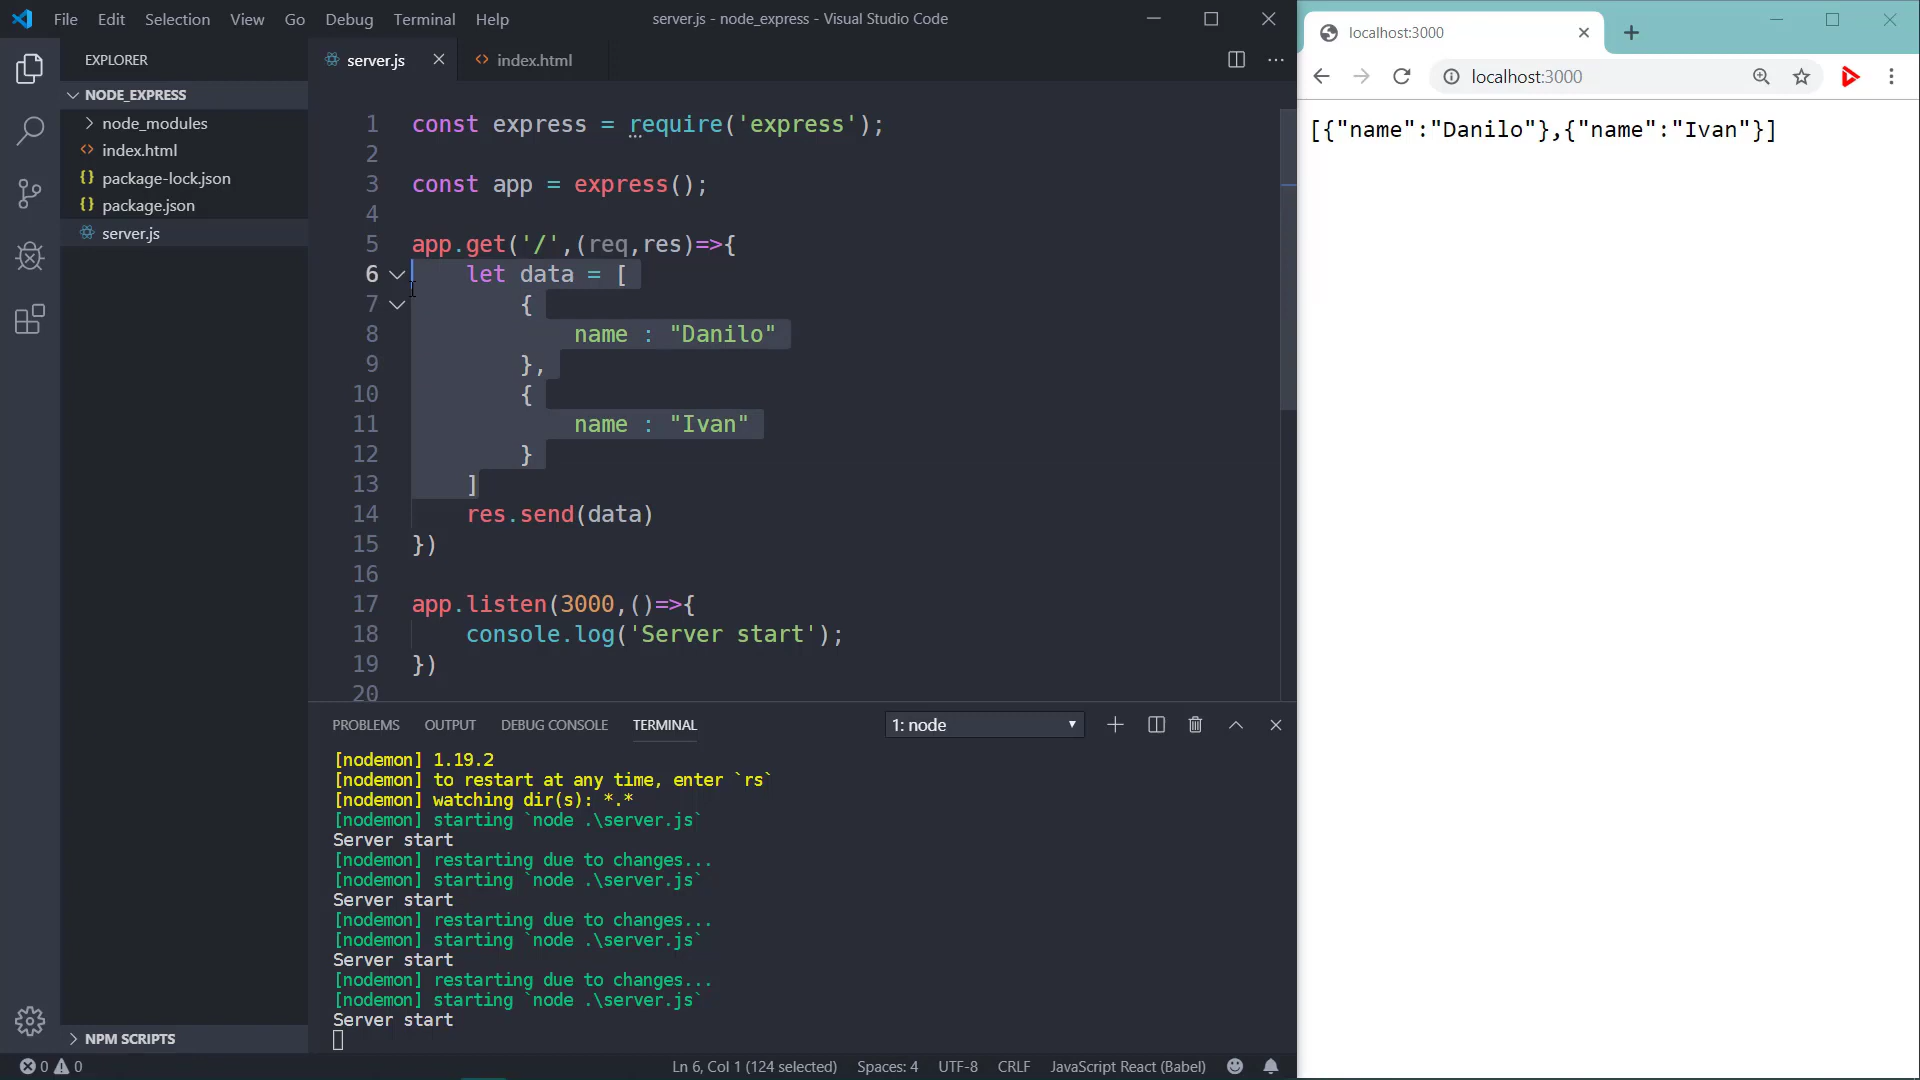 File Edit Selection View Go Debug Terminal Help
server.js - node_express - Visual Studio Code
EXPLORER
NODE_EXPRESS
node_modules
index.html
package-lock.json
package.json
server.js
NPM SCRIPTS
server.js
index.html
1 const express = require('express');
2
3 const app = express();
4
5 app.get('/',(req,res)=>{
6     let data = [
7         {
8             name : "Danilo"
9         },
10         {
11             name : "Ivan"
12         }
13     ]
14     res.send(data)
15 })
16
17 app.listen(3000,()=>{
18     console.log('Server start');
19 })
20
PROBLEMS OUTPUT DEBUG CONSOLE TERMINAL
1: node
[nodemon] 1.19.2
[nodemon] to restart at any time, enter `rs`
[nodemon] watching dir(s): *.*
[nodemon] starting `node .\server.js`
Server start
[nodemon] restarting due to changes...
[nodemon] starting `node .\server.js`
Server start
[nodemon] restarting due to changes...
[nodemon] starting `node .\server.js`
Server start
[nodemon] restarting due to changes...
[nodemon] starting `node .\server.js`
Server start
0 0
Ln 6, Col 1 (124 selected) Spaces: 4 UTF-8 CRLF JavaScript React (Babel)
localhost:3000
localhost:3000
[{"name":"Danilo"},{"name":"Ivan"}]